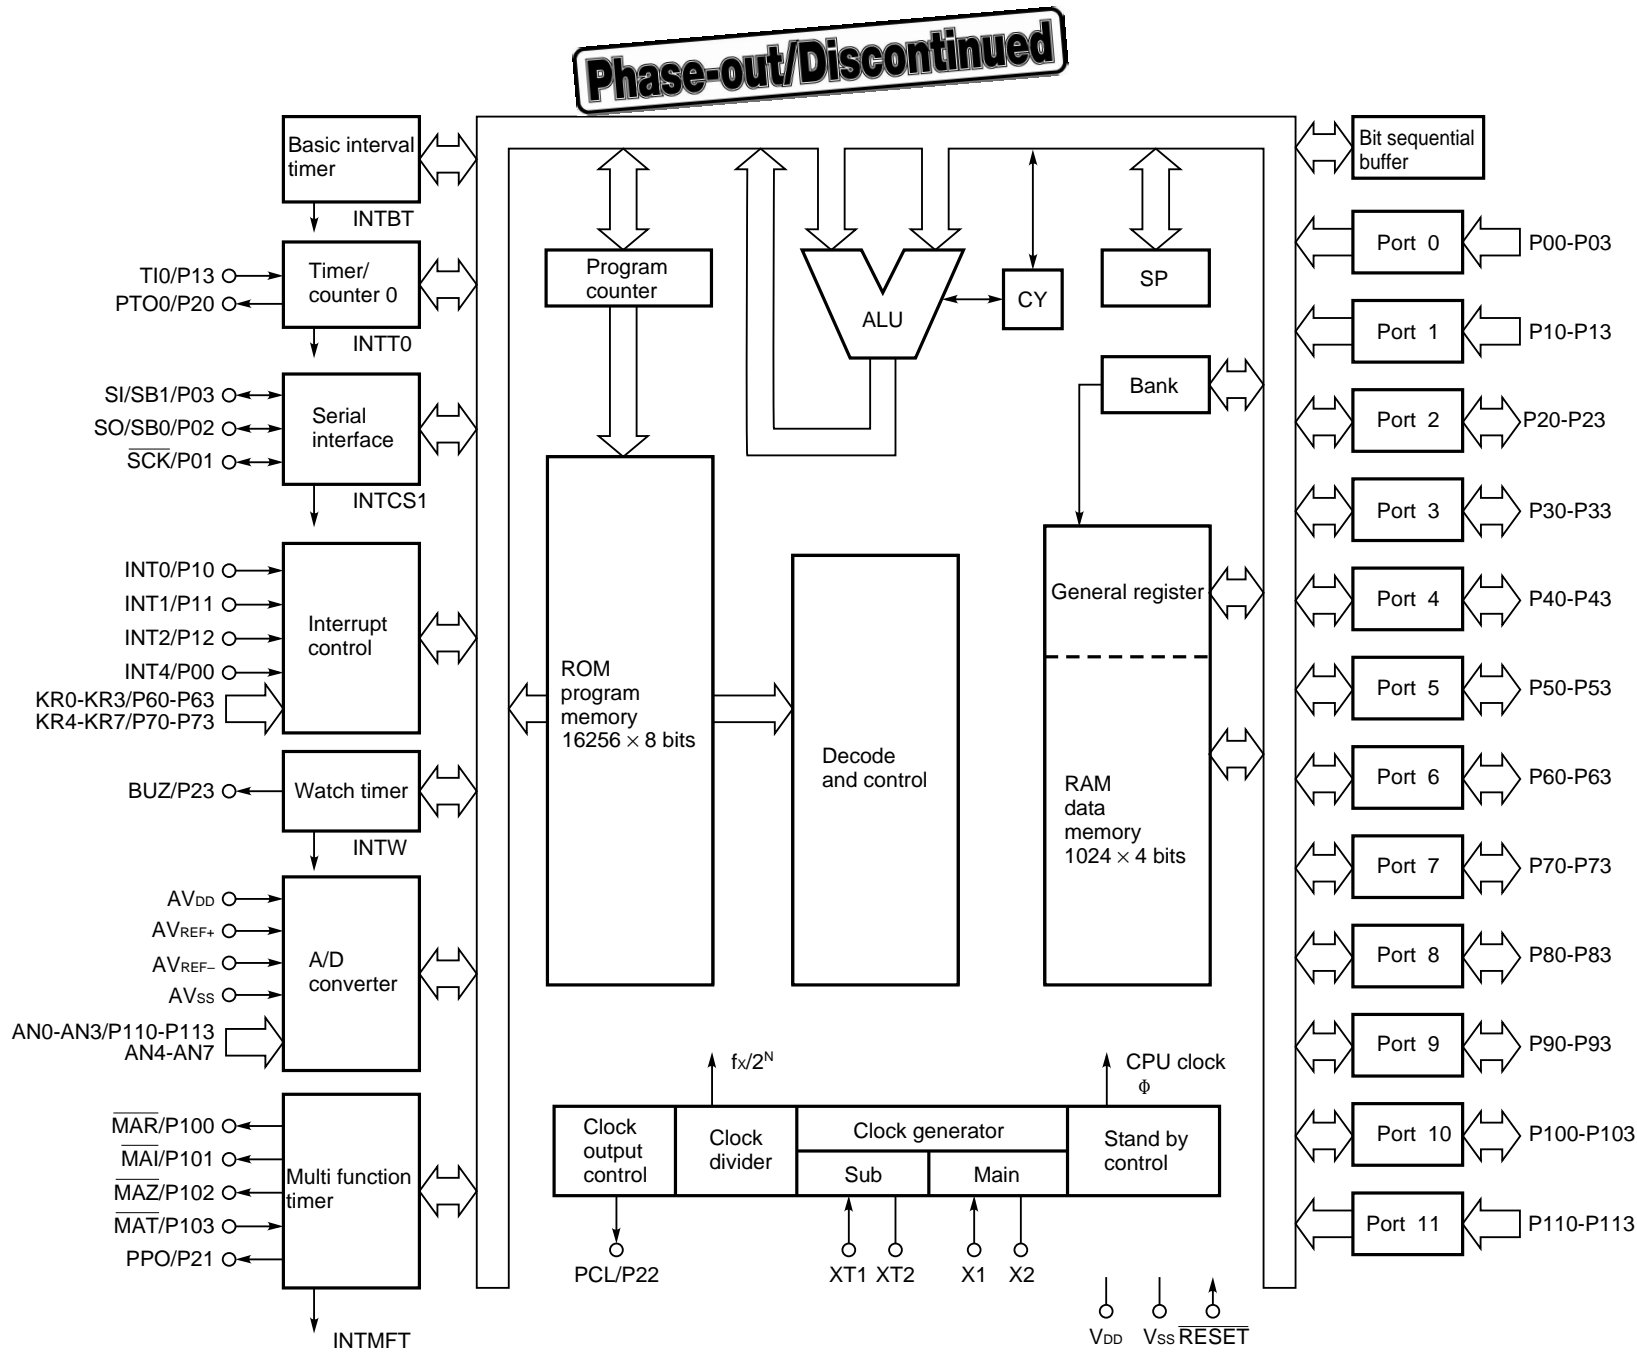 Phase-out/Discontinued
Basic interval
timer
INTBT
TI0/P13
PTO0/P20
Timer/
counter 0
INTT0
SI/SB1/P03
SO/SB0/P02
SCK/P01
Serial
interface
INTCS1
INT0/P10
INT1/P11
INT2/P12
INT4/P00
KR0-KR3/P60-P63
KR4-KR7/P70-P73
Interrupt
control
BUZ/P23
Watch timer
INTW
AVDD
AVREF+
AVREF–
AVSS
AN0-AN3/P110-P113
AN4-AN7
A/D
converter
MAR/P100
MAI/P101
MAZ/P102
MAT/P103
PPO/P21
Multi function
timer
INTMFT
Program
counter
ALU
CY
SP
Bank
ROM
program
memory
16256 × 8 bits
Decode
and control
General register
RAM
data
memory
1024 × 4 bits
fX/2N
CPU clock
Φ
Clock
output
control
Clock
divider
Clock generator
Sub
Main
Stand by
control
PCL/P22
XT1
XT2
X1
X2
VDD
VSS
RESET
Bit sequential
buffer
Port 0
P00-P03
Port 1
P10-P13
Port 2
P20-P23
Port 3
P30-P33
Port 4
P40-P43
Port 5
P50-P53
Port 6
P60-P63
Port 7
P70-P73
Port 8
P80-P83
Port 9
P90-P93
Port 10
P100-P103
Port 11
P110-P113